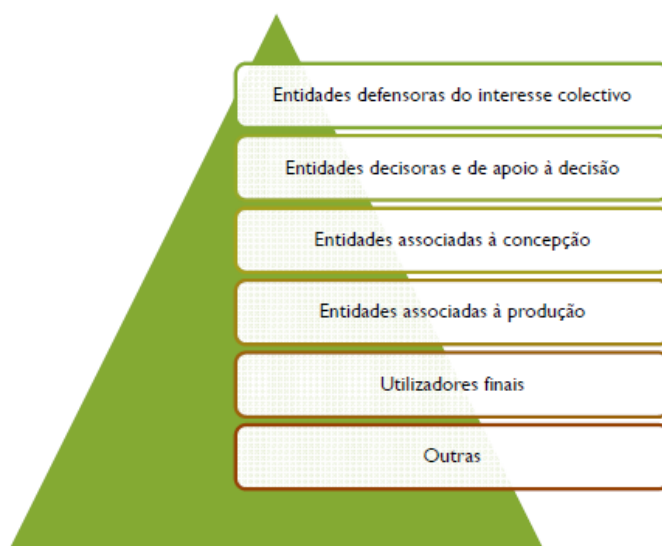 Entidades defensoras do interesse colectivo
Entidades decisoras e de apoio à decisão
Entidades associadas à concepção
Entidades associadas à produção
Utilizadores finais
Outras